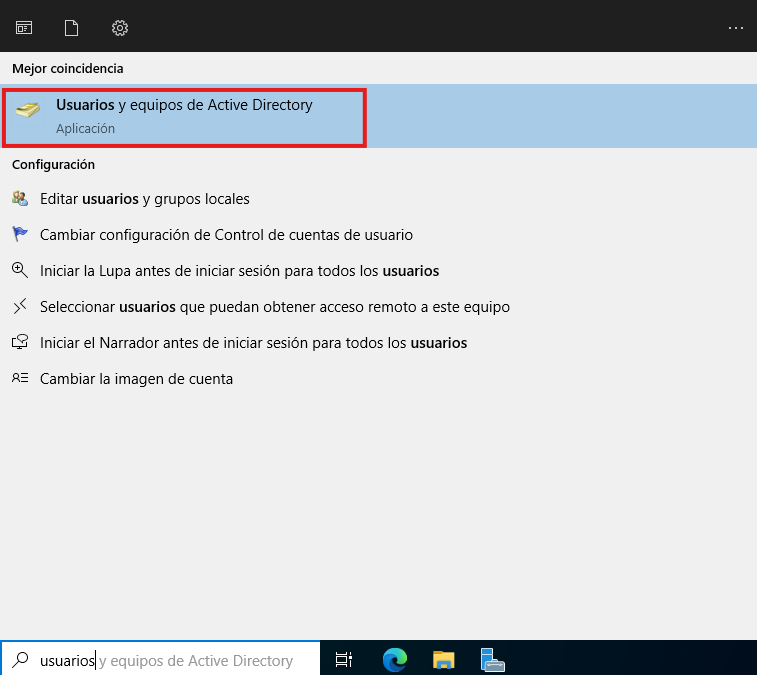 Mejor coincidencia
Usuarios y equipos de Active Directory
Aplicación
Configuración
Editar usuarios y grupos locales
Cambiar configuración de Control de cuentas de usuario
Iniciar la Lupa antes de iniciar sesión para todos los usuarios
Seleccionar usuarios que puedan obtener acceso remoto a este equipo
Iniciar el Narrador antes de iniciar sesión para todos los usuarios
Cambiar la imagen de cuenta
usuarios y equipos de Active Directory